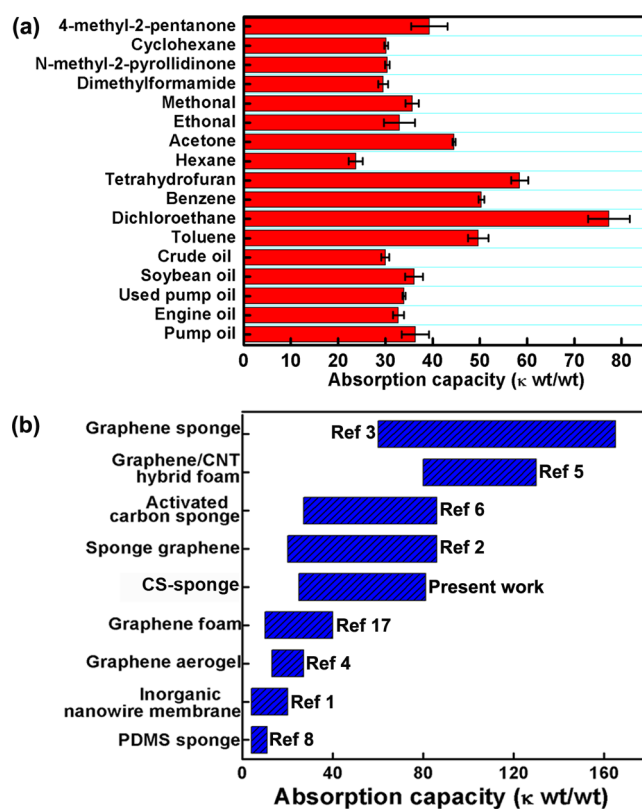 (a)
4-methyl-2-pentanone
Cyclohexane
N-methyl-2-pyrollidinone
Dimethylformamide
Methonal
Ethonal
Acetone
Hexane
Tetrahydrofuran
Benzene
Dichloroethane
Toluene
Crude oil
Soybean oil
Used pump oil
Engine oil
Pump oil
0 10 20 30 40 50 60 70 80
Absorption capacity (κ wt/wt)
(b)
Graphene sponge Ref 3
Graphene/CNT
hybrid foam Ref 5
Activated
carbon sponge Ref 6
Sponge graphene Ref 2
CS-sponge Present work
Graphene foam Ref 17
Graphene aerogel Ref 4
Inorganic
nanowire membrane Ref 1
PDMS sponge Ref 8
0 40 80 120 160
Absorption capacity (κ wt/wt)